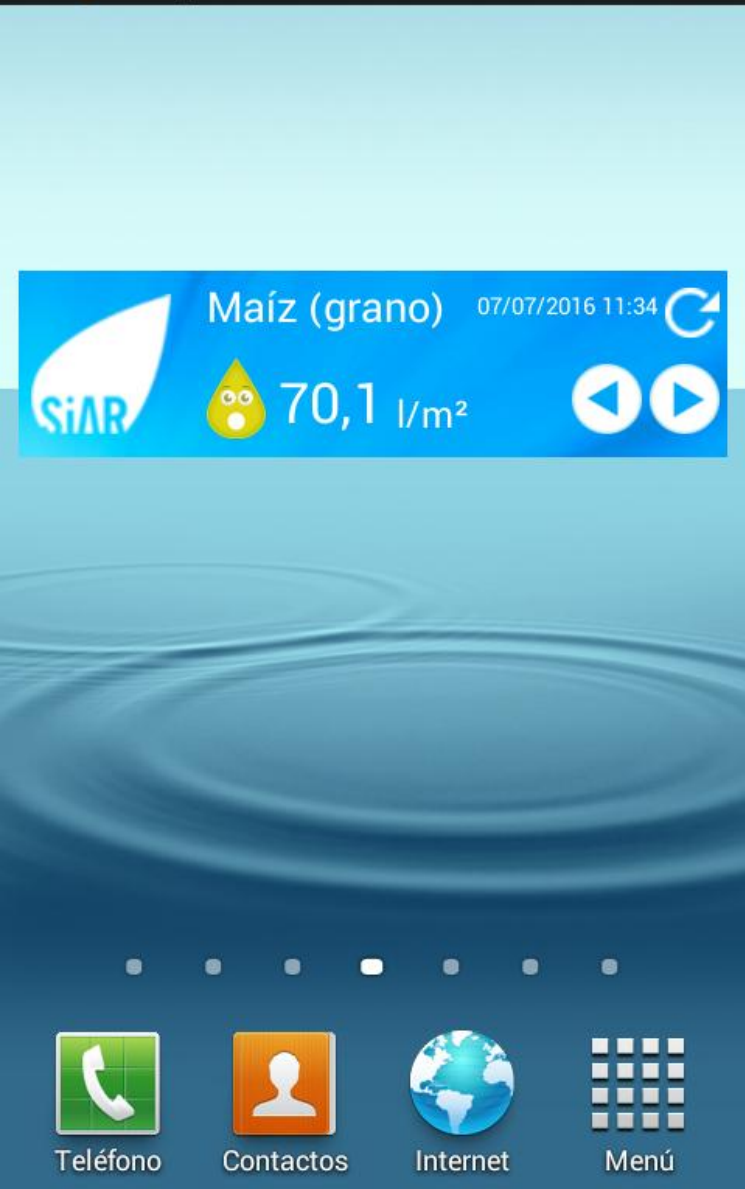 Maíz (grano) 07/07/2016 11:34
SiAR 70,1 l/m²
Teléfono Contactos Internet Menú